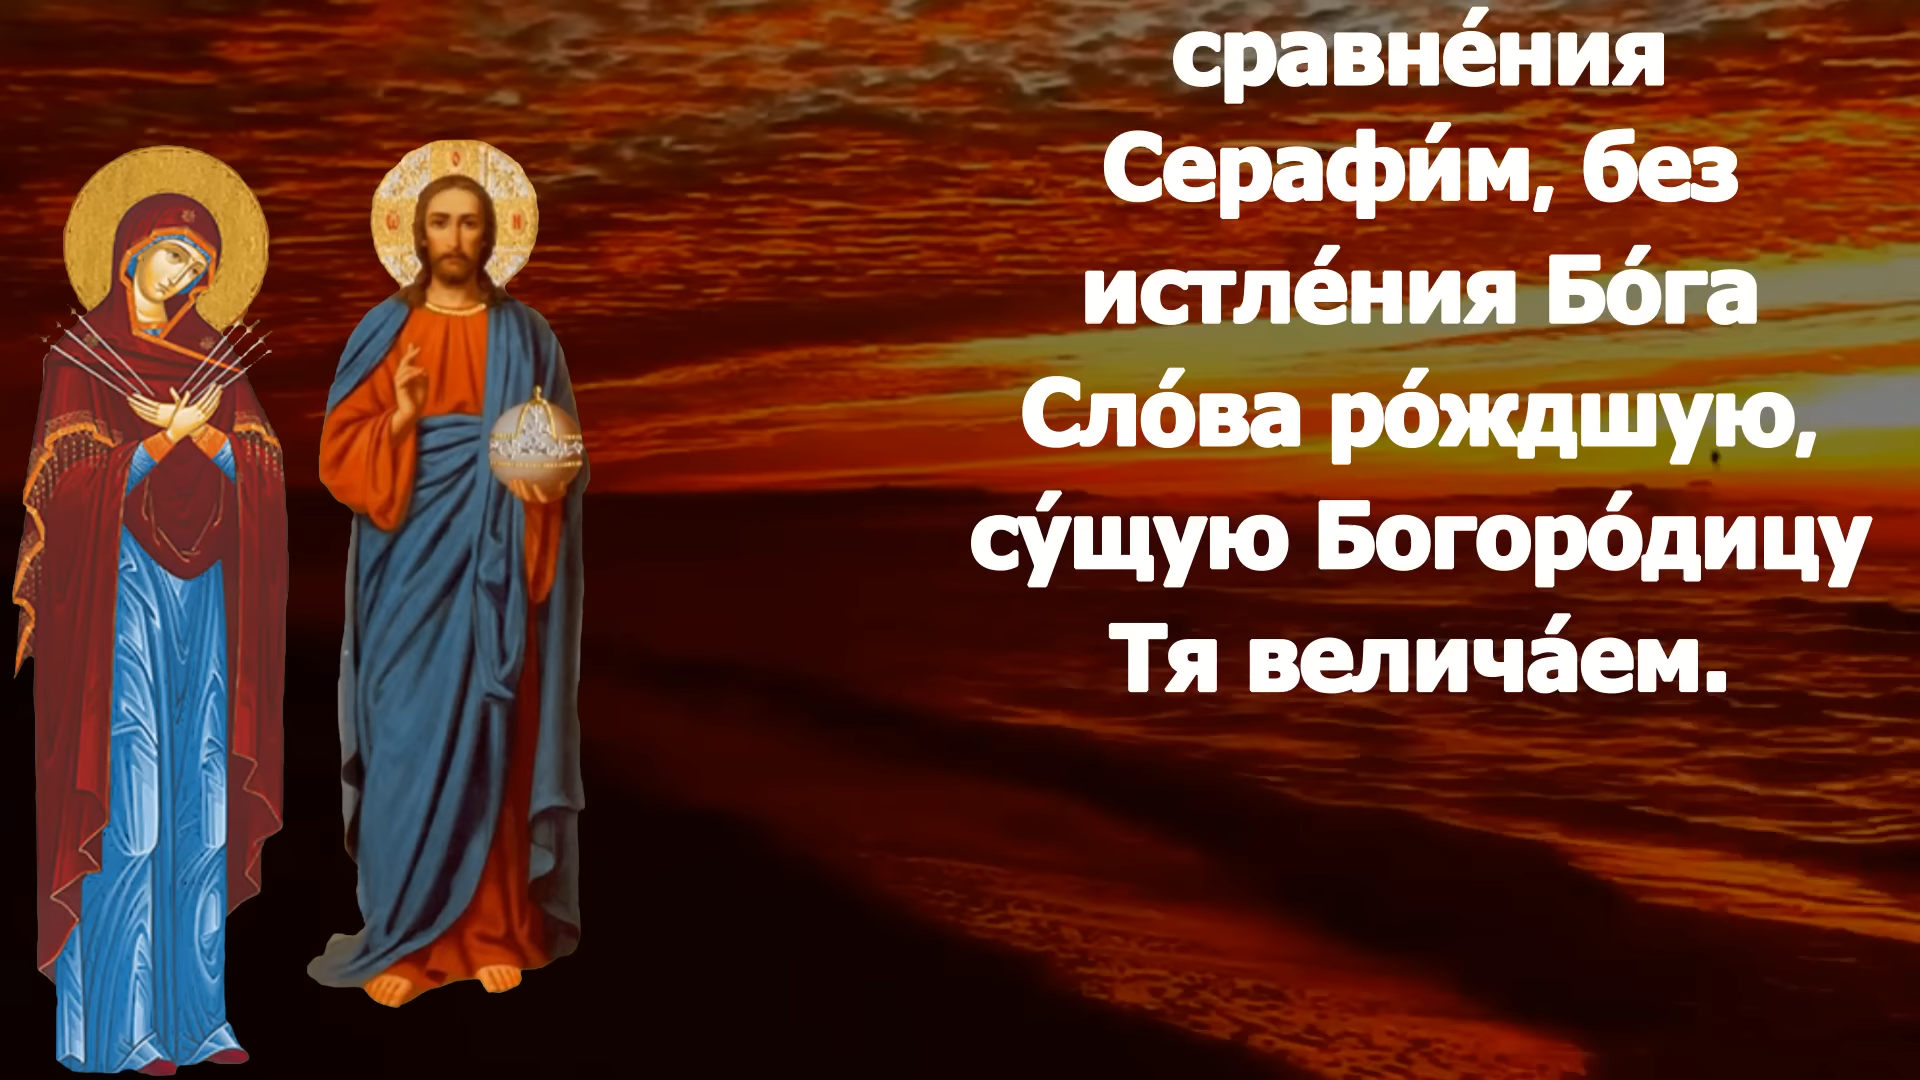 сравне́ния
Серафи́м, без
истле́ния Бо́га
Сло́ва ро́ждшую,
су́щую Богоро́дицу
Тя велича́ем.